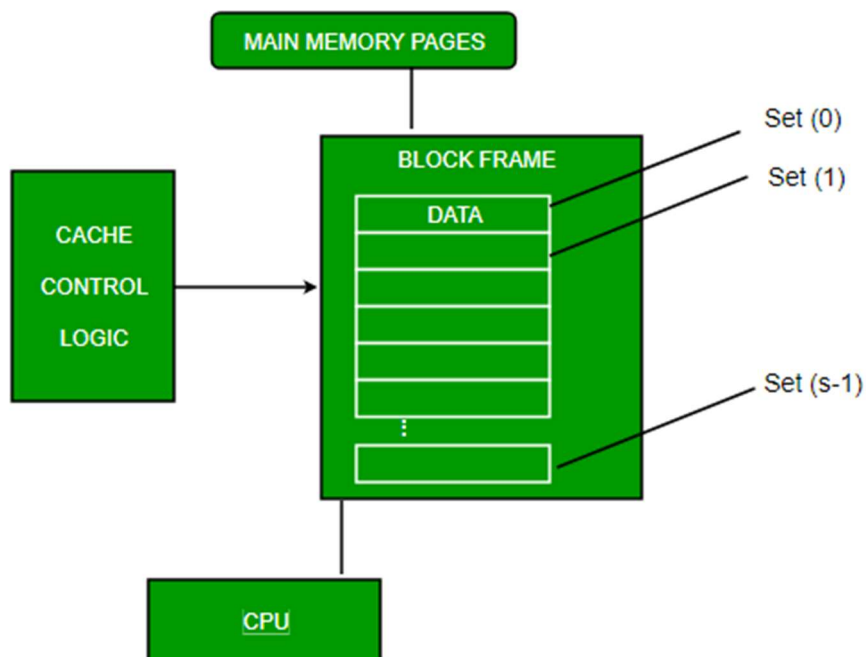 MAIN MEMORY PAGES
Set (0)
BLOCK FRAME
Set (1)
DATA
CACHE
CONTROL
LOGIC
Set (s-1)
CPU